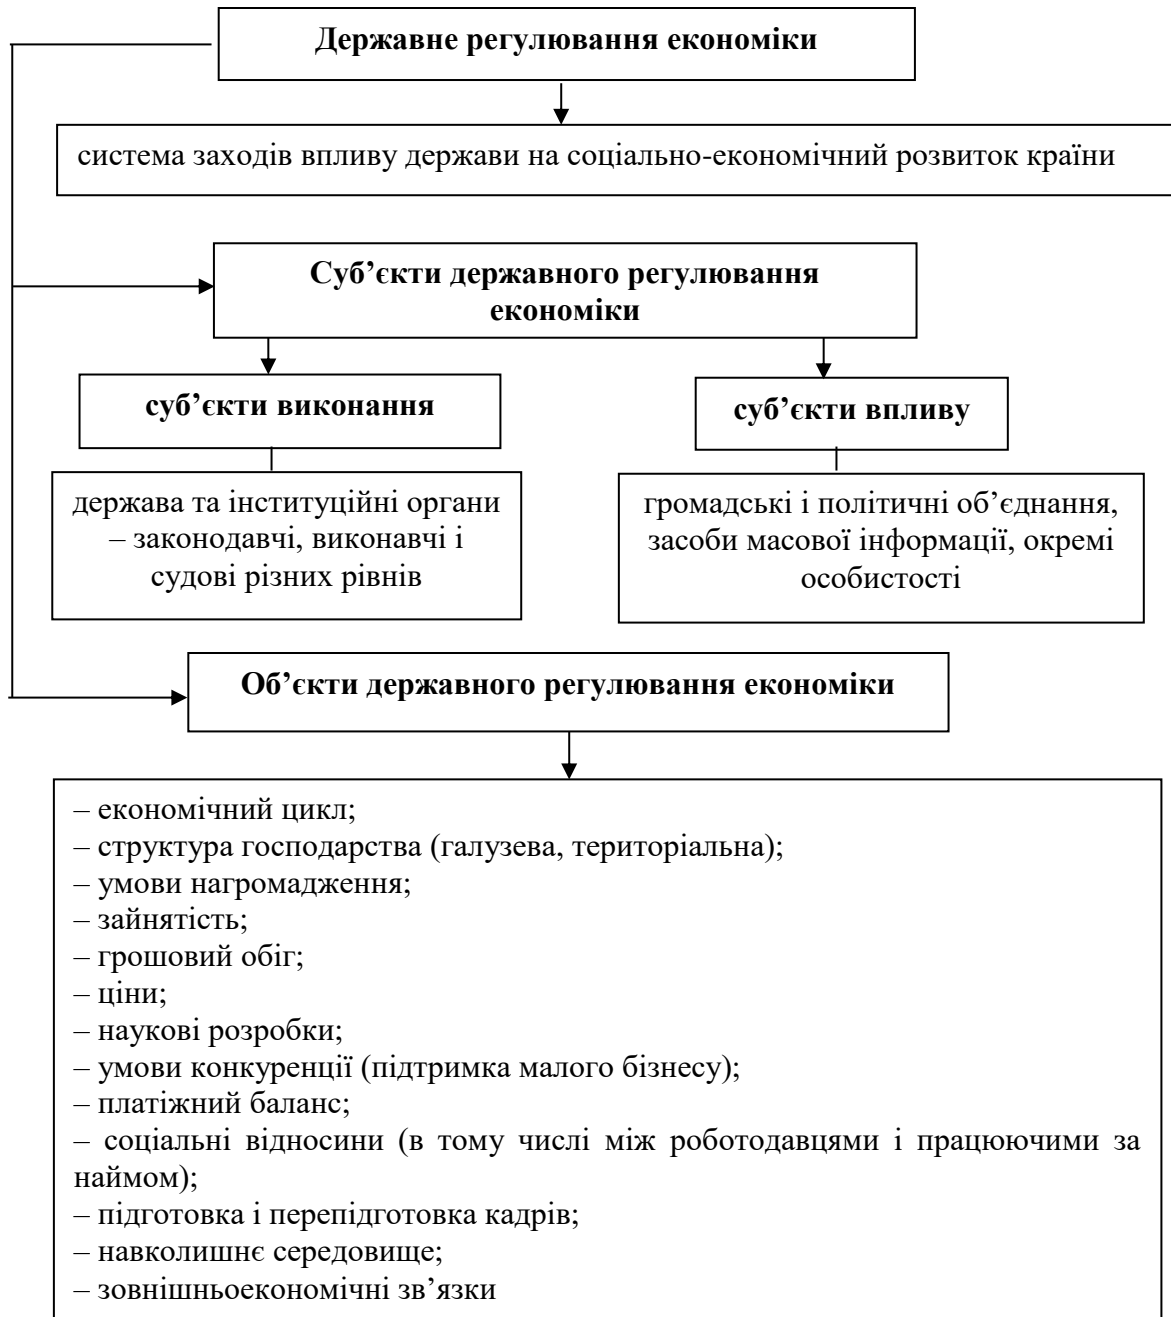 Державне регулювання економіки
система заходів впливу держави на соціально-економічний розвиток країни
Суб’єкти державного регулювання
економіки
суб’єкти виконання
суб’єкти впливу
держава та інституційні органи
– законодавчі, виконавчі і
судові різних рівнів
громадські і політичні об’єднання,
засоби масової інформації, окремі
особистості
Об’єкти державного регулювання економіки
– економічний цикл;
– структура господарства (галузева, територіальна);
– умови нагромадження;
– зайнятість;
– грошовий обіг;
– ціни;
– наукові розробки;
– умови конкуренції (підтримка малого бізнесу);
– платіжний баланс;
– соціальні відносини (в тому числі між роботодавцями і працюючими за
наймом);
– підготовка і перепідготовка кадрів;
– навколишнє середовище;
– зовнішньоекономічні зв’язки